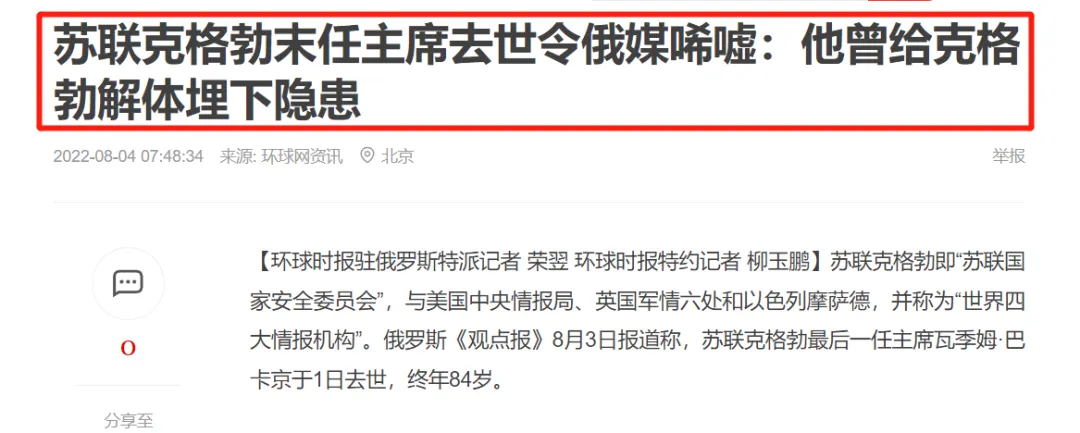 苏联克格勃末任主席去世令俄媒唏嘘：他曾给克格
勃解体埋下隐患
2022-08-04 07:48:34 来源: 环球网资讯 北京 举报
【环球时报驻俄罗斯特派记者 荣翌 环球时报特约记者 柳玉鹏】苏联克格勃即“苏联国
家安全委员会”，与美国中央情报局、英国军情六处和以色列摩萨德，并称为“世界四
大情报机构”。俄罗斯《观点报》8月3日报道称，苏联克格勃最后一任主席瓦季姆·巴
卡京于1日去世，终年84岁。
0
分享至